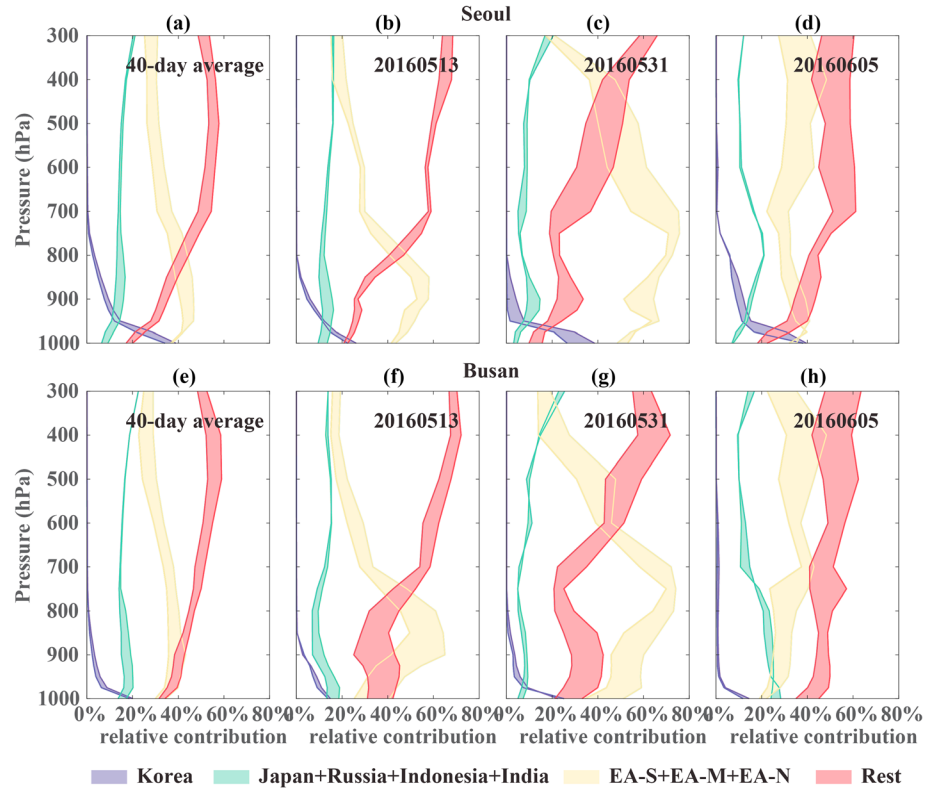 Seoul
(a) (b) (c) (d)
40-day average 20160513 20160531 20160605
Pressure (hPa)
300
400
500
600
700
800
900
1000
Busan
(e) (f) (g) (h)
40-day average 20160513 20160531 20160605
Pressure (hPa)
300
400
500
600
700
800
900
1000
0% 20% 40% 60% 80% 0% 20% 40% 60% 80% 0% 20% 40% 60% 80% 0% 20% 40% 60% 80%
relative contribution relative contribution relative contribution relative contribution
Korea Japan+Russia+Indonesia+India EA-S+EA-M+EA-N Rest